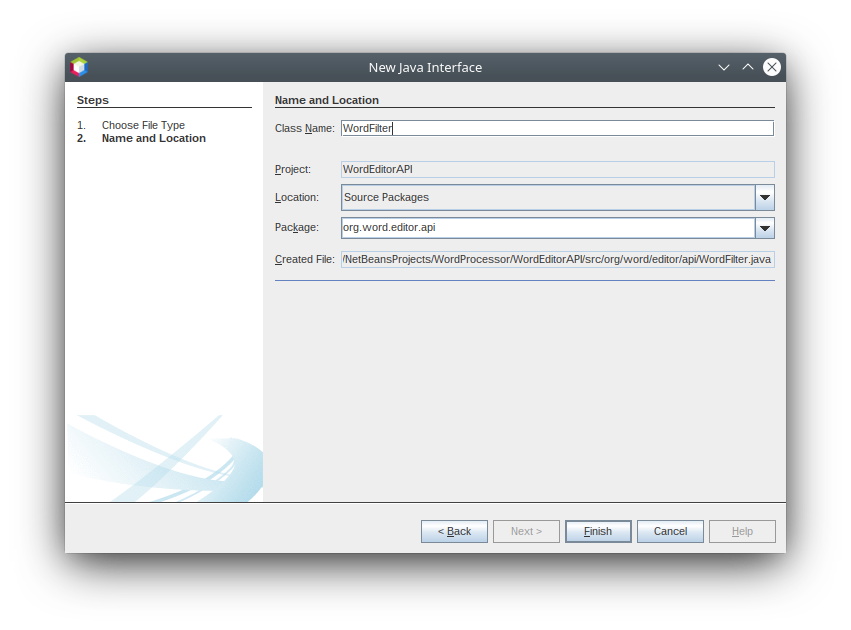 New Java Interface
Steps
1. Choose File Type
2. Name and Location
Name and Location
Class Name: WordFilter
Project: WordEditorAPI
Location: Source Packages
Package: org.word.editor.api
Created File: /NetBeansProjects/WordProcessor/WordEditorAPI/src/org/word/editor/api/WordFilter.java
< Back Next > Finish Cancel Help